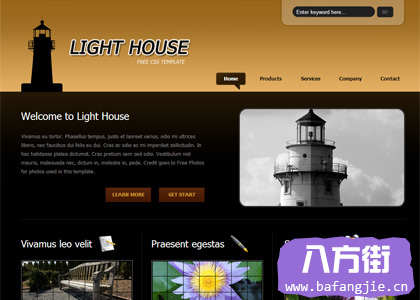 Enter keyword here...
GO
LIGHT HOUSE
FREE CSS TEMPLATE
Home Products Services Company Contact
Welcome to Light House
Vivamus eu tortor. Phasellus tempus, justo et laoreet varius, odio mi ultrices
libero, nec faucibus dui felis eu dui. Cras ac odio ac mi imperdiet sollicitudin. In
hac habitasse platea dictumst. Cras pretium sem sed odio. Vestibulum nisl
mauris, malesuada nec, dictum in, molestie in, pede. Credit goes to Free Photos
for photos used in this template.
LEARN MORE GET START
Vivamus leo velit
Praesent egestas
八方街
www.bafangjie.cn